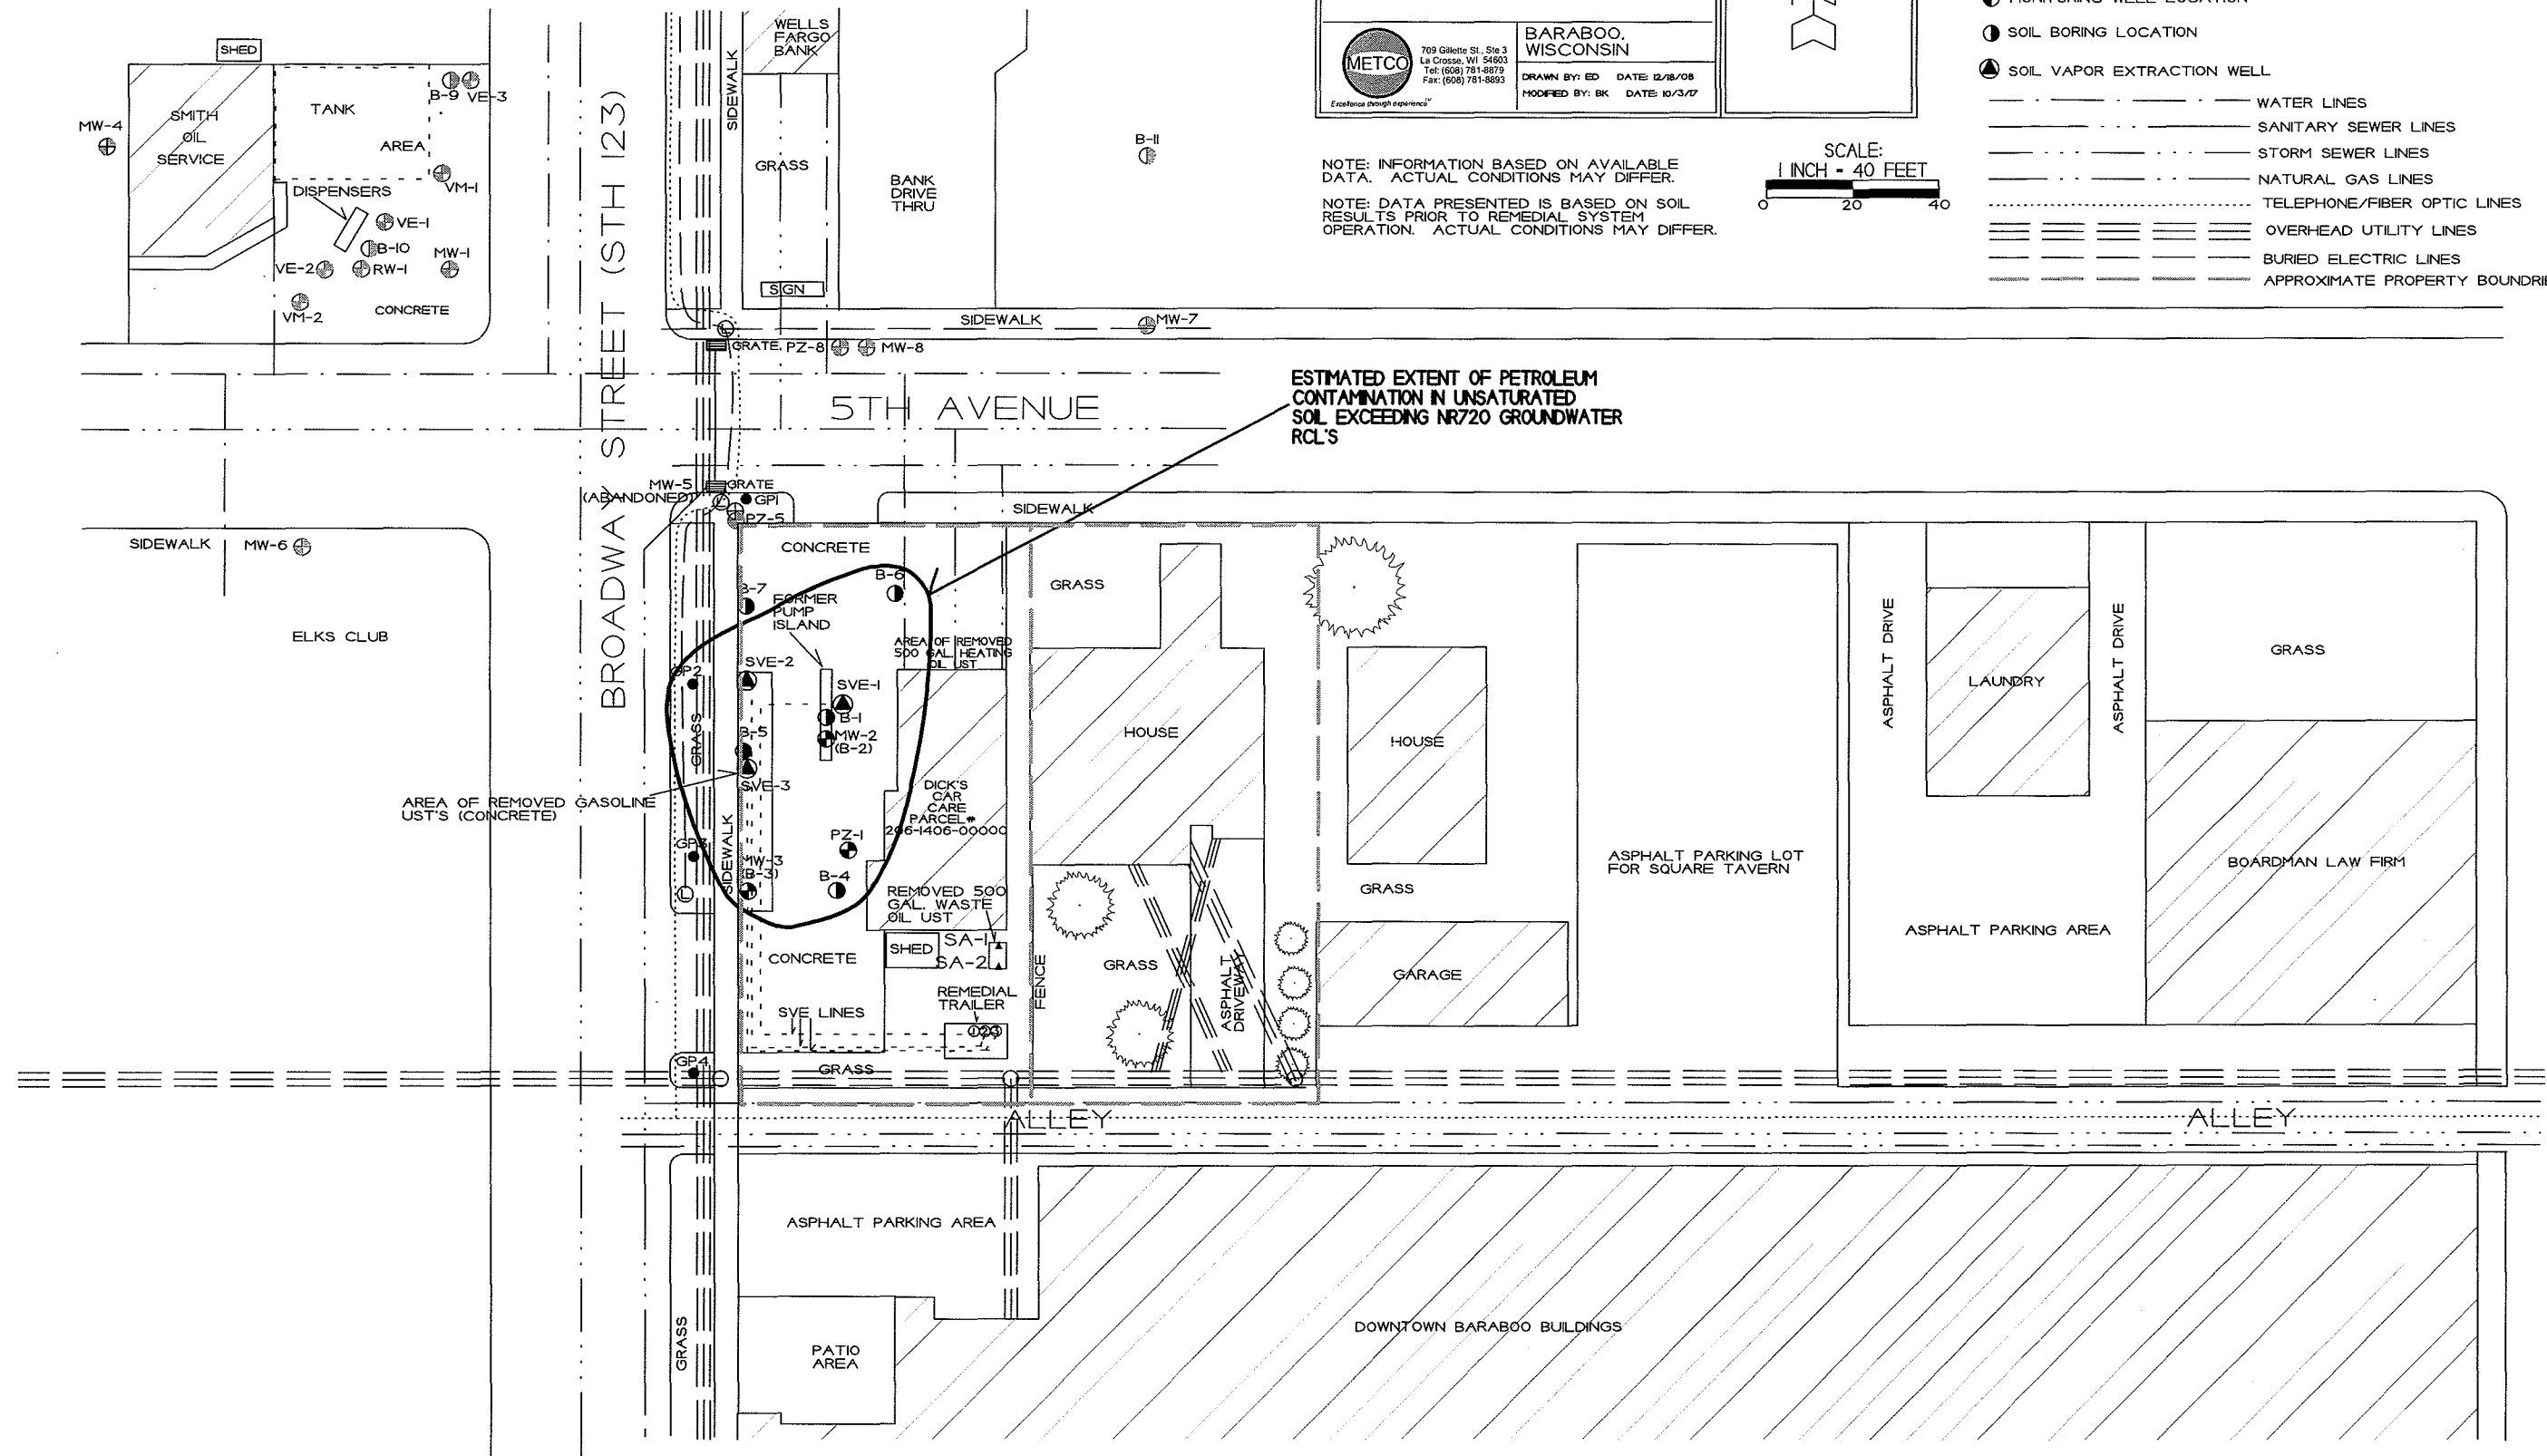 WELLS
FARGO
BANK
SHED
SMITH
OIL
SERVICE
TANK
AREA
B-9 VE-3
MW-4
VM-1
DISPENSERS
VE-1
B-10
VE-2
RW-1
MW-1
VM-2
CONCRETE
BROADWAY STREET (STH 123)
SIDEWALK
GRASS
SIGN
BANK
DRIVE
THRU
B-11
METCO
709 Gillette St., Ste 3
La Crosse, WI 54603
Tel: (608) 781-8879
Fax: (608) 781-8893
Excellence through experience
BARABOO,
WISCONSIN
DRAWN BY: ED DATE: 12/18/08
MODIFIED BY: BK DATE: 10/3/17
MONITORING WELL LOCATION
SOIL BORING LOCATION
SOIL VAPOR EXTRACTION WELL
WATER LINES
SANITARY SEWER LINES
STORM SEWER LINES
NATURAL GAS LINES
TELEPHONE/FIBER OPTIC LINES
OVERHEAD UTILITY LINES
BURIED ELECTRIC LINES
APPROXIMATE PROPERTY BOUNDRIE
NOTE: INFORMATION BASED ON AVAILABLE
DATA. ACTUAL CONDITIONS MAY DIFFER.
NOTE: DATA PRESENTED IS BASED ON SOIL
RESULTS PRIOR TO REMEDIAL SYSTEM
OPERATION. ACTUAL CONDITIONS MAY DIFFER.
SCALE:
1 INCH - 40 FEET
0 20 40
SIDEWALK
MW-7
GRATE
PZ-8
MW-8
5TH AVENUE
ESTIMATED EXTENT OF PETROLEUM
CONTAMINATION IN UNSATURATED
SOIL EXCEEDING NR720 GROUNDWATER
RCL'S
MW-5
(ABANDONED)
GRATE
GP1
PZ-5
SIDEWALK
SIDEWALK
MW-6
ELKS CLUB
CONCRETE
B-6
B-7
FORMER
PUMP
ISLAND
AREA OF REMOVED
500 GAL. HEATING
OIL UST
GP2
SVE-2
SVE-1
B-1
MW-2
(B-2)
B-5
SVE-3
GRASS
AREA OF REMOVED GASOLINE
UST'S (CONCRETE)
DICK'S
CAR
CARE
PARCEL#
206-1406-00000
PZ-1
GP3
SIDEWALK
MW-3
(B-3)
B-4
REMOVED 500
GAL. WASTE
OIL UST
SHED
SA-1
SA-2
CONCRETE
REMEDIAL
TRAILER
SVE LINES
GP4
GRASS
FENCE
GRASS
HOUSE
GRASS
ASPHALT
DRIVEWAY
HOUSE
GRASS
GARAGE
ASPHALT PARKING LOT
FOR SQUARE TAVERN
ASPHALT DRIVE
LAUNDRY
ASPHALT DRIVE
GRASS
BOARDMAN LAW FIRM
ASPHALT PARKING AREA
ALLEY
ALLEY
ASPHALT PARKING AREA
GRASS
PATIO
AREA
DOWNTOWN BARABOO BUILDINGS